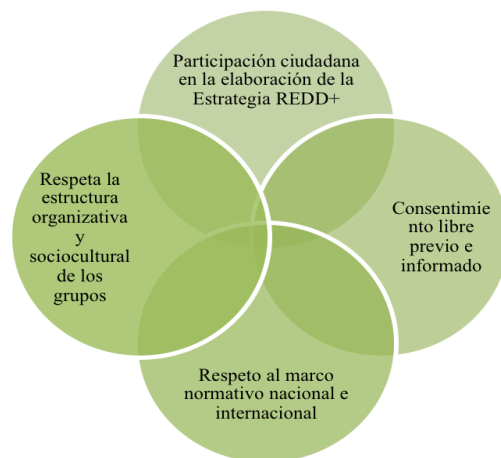 Participación ciudadana
en la elaboración de la
Estrategia REDD+
Respeta la
estructura
organizativa
y
sociocultural
de los
grupos
Consentimie
nto libre
previo e
informado
Respeto al marco
normativo nacional e
internacional